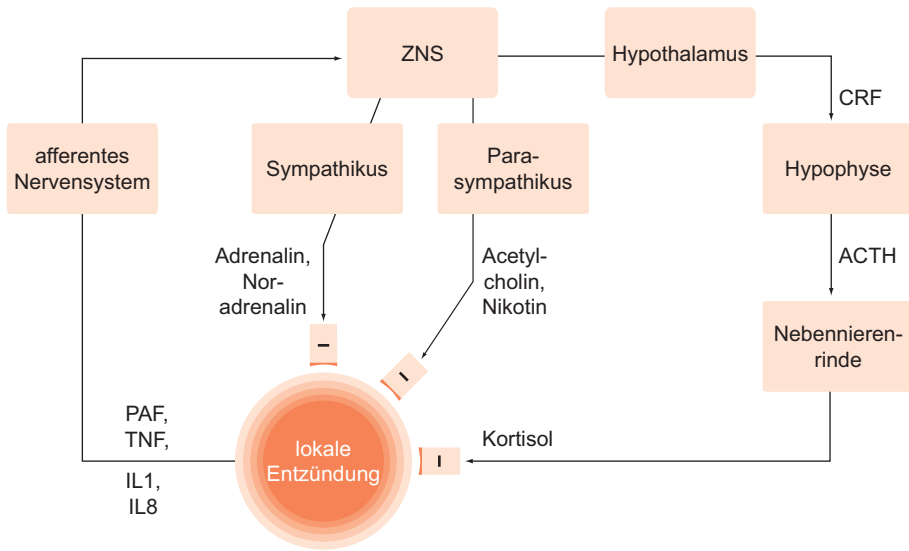 ZNS
Hypothalamus
CRF
afferentes
Nervensystem
Sympathikus
Para-
sympathikus
Hypophyse
Adrenalin,
Nor-
adrenalin
Acetyl-
cholin,
Nikotin
ACTH
Nebennieren-
rinde
–
–
–
PAF,
TNF,
IL1,
IL8
lokale
Entzündung
Kortisol